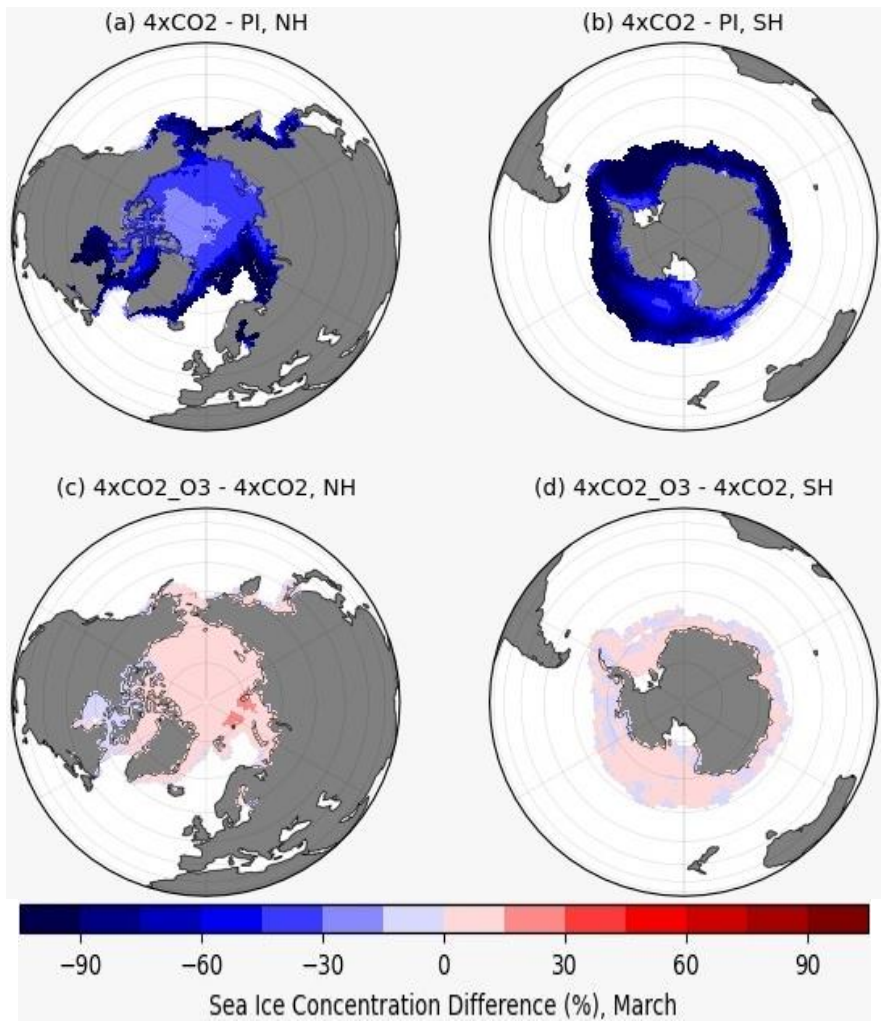 (a) 4xCO2 - PI, NH
(b) 4xCO2 - PI, SH
(c) 4xCO2_O3 - 4xCO2, NH
(d) 4xCO2_O3 - 4xCO2, SH
−90 −60 −30 0 30 60 90
Sea Ice Concentration Difference (%), March